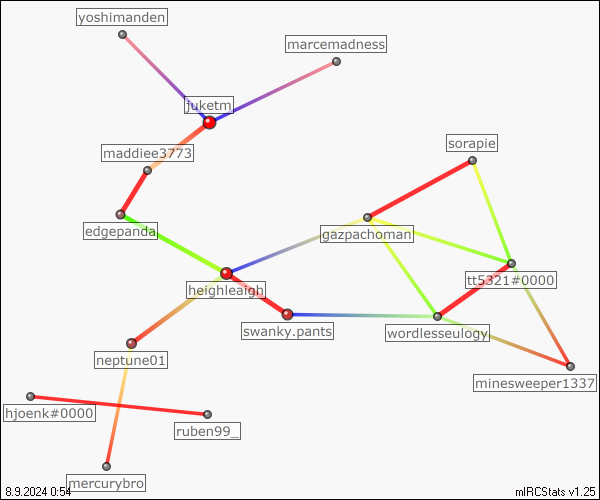 yoshimanden
marcemadness
juketm
sorapie
maddiee3773
edgepanda
gazpachoman
tt5321#0000
heighleaigh
swanky.pants
wordlesseulogy
neptune01
minesweeper1337
hjoenk#0000
ruben99_
mercurybro
8.9.2024 0:54
mIRCStats v1.25